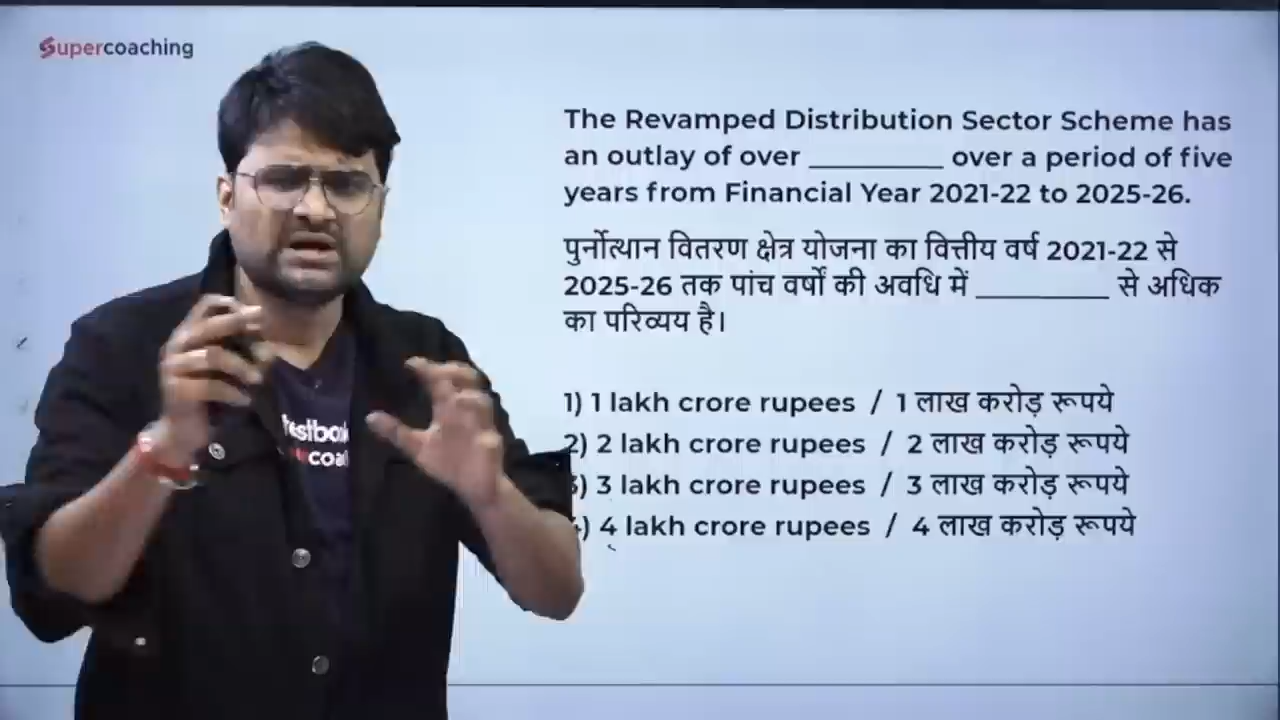 Supercoaching
The Revamped Distribution Sector Scheme has
an outlay of over __________ over a period of five
years from Financial Year 2021-22 to 2025-26.
पुर्नोत्थान वितरण क्षेत्र योजना का वित्तीय वर्ष 2021-22 से
2025-26 तक पांच वर्षों की अवधि में __________ से अधिक
का परिव्यय है।
1) 1 lakh crore rupees / 1 लाख करोड़ रूपये
2) 2 lakh crore rupees / 2 लाख करोड़ रूपये
3) 3 lakh crore rupees / 3 लाख करोड़ रूपये
4) 4 lakh crore rupees / 4 लाख करोड़ रूपये